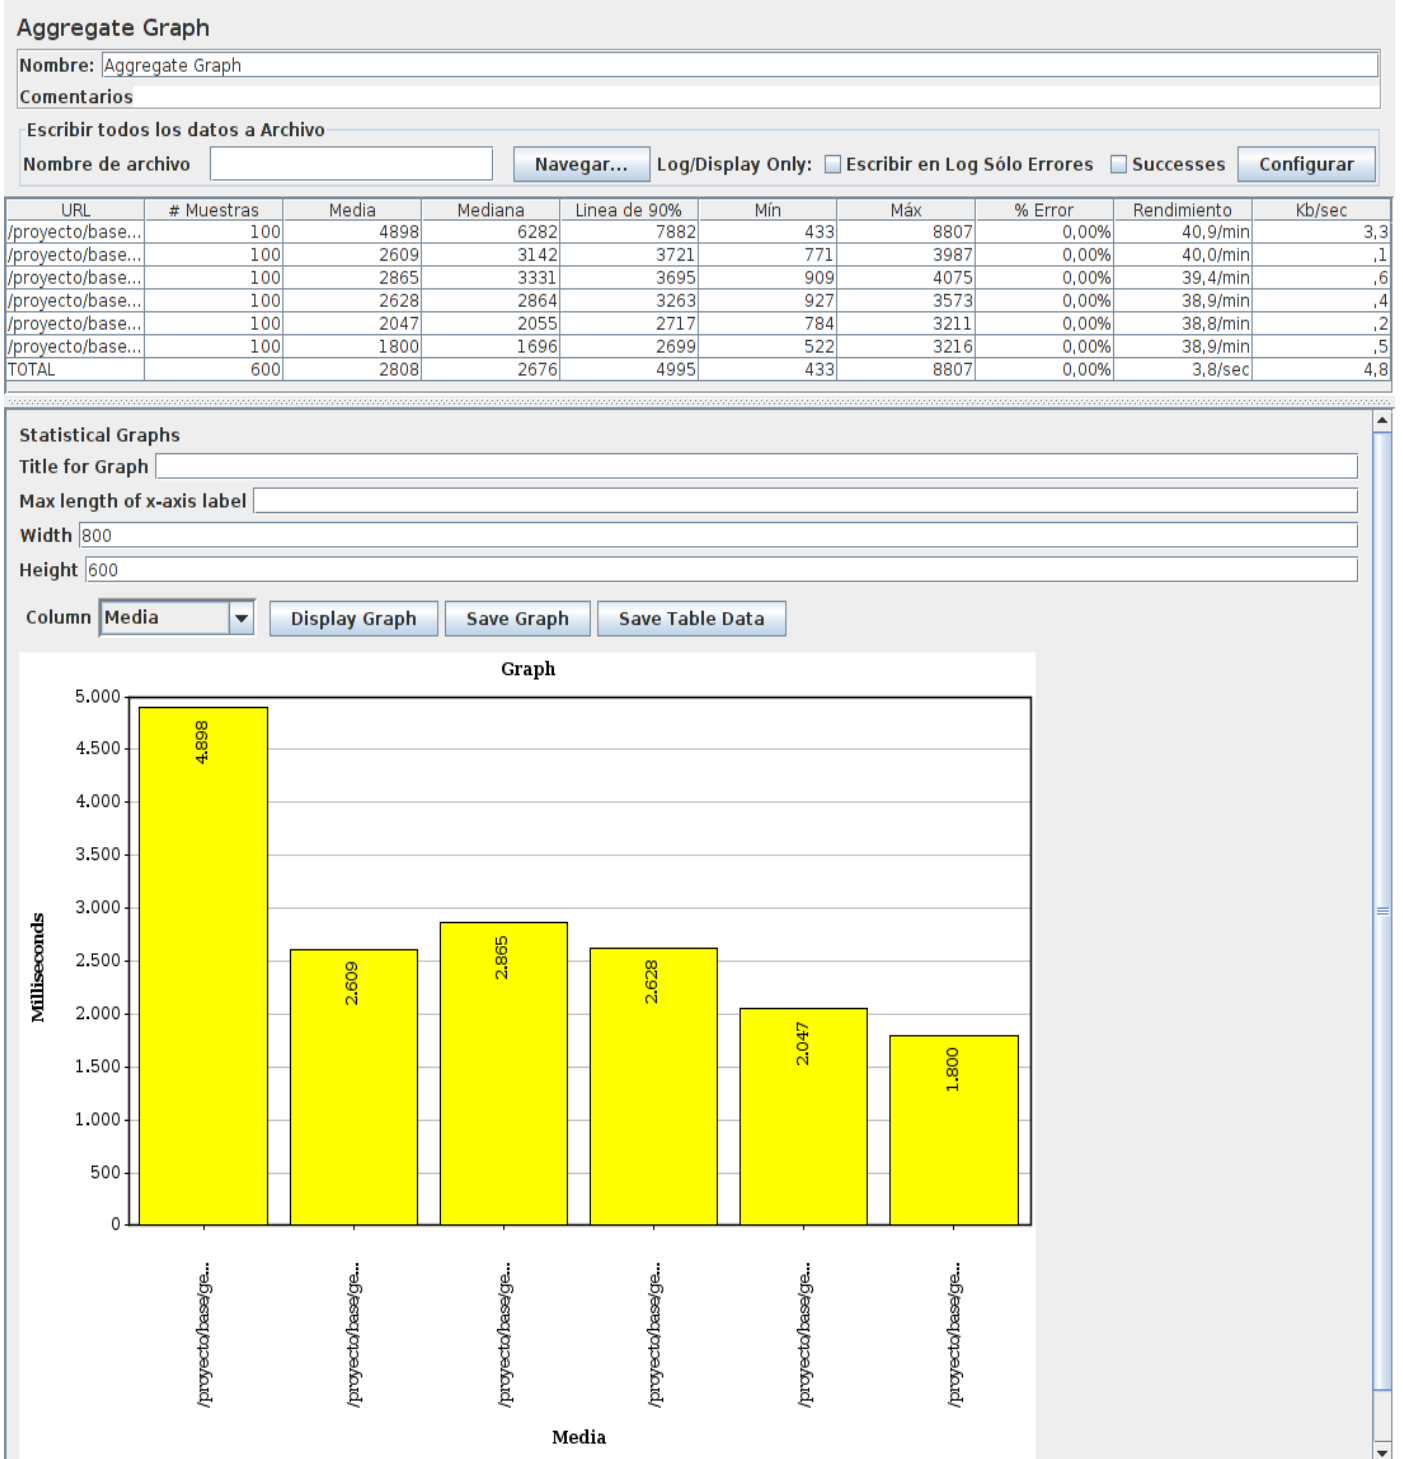 Aggregate Graph
Nombre: Aggregate Graph
Comentarios
Escribir todos los datos a Archivo
Nombre de archivo Navegar... Log/Display Only: Escribir en Log Sólo Errores Successes Configurar
URL # Muestras Media Mediana Linea de 90% Mín Máx % Error Rendimiento Kb/sec
/proyecto/base... 100 4898 6282 7882 433 8807 0,00% 40,9/min 3,3
/proyecto/base... 100 2609 3142 3721 771 3987 0,00% 40,0/min ,1
/proyecto/base... 100 2865 3331 3695 909 4075 0,00% 39,4/min ,6
/proyecto/base... 100 2628 2864 3263 927 3573 0,00% 38,9/min ,4
/proyecto/base... 100 2047 2055 2717 784 3211 0,00% 38,8/min ,2
/proyecto/base... 100 1800 1696 2699 522 3216 0,00% 38,9/min ,5
TOTAL 600 2808 2676 4995 433 8807 0,00% 3,8/sec 4,8
Statistical Graphs
Title for Graph
Max length of x-axis label
Width 800
Height 600
Column Media Display Graph Save Graph Save Table Data
Graph
5.000
4.500
4.000
3.500
3.000
2.500
2.000
1.500
1.000
500
0
Milliseconds
4.898
2.609
2.865
2.628
2.047
1.800
/proyecto/base/ge...
/proyecto/base/ge...
/proyecto/base/ge...
/proyecto/base/ge...
/proyecto/base/ge...
/proyecto/base/ge...
Media